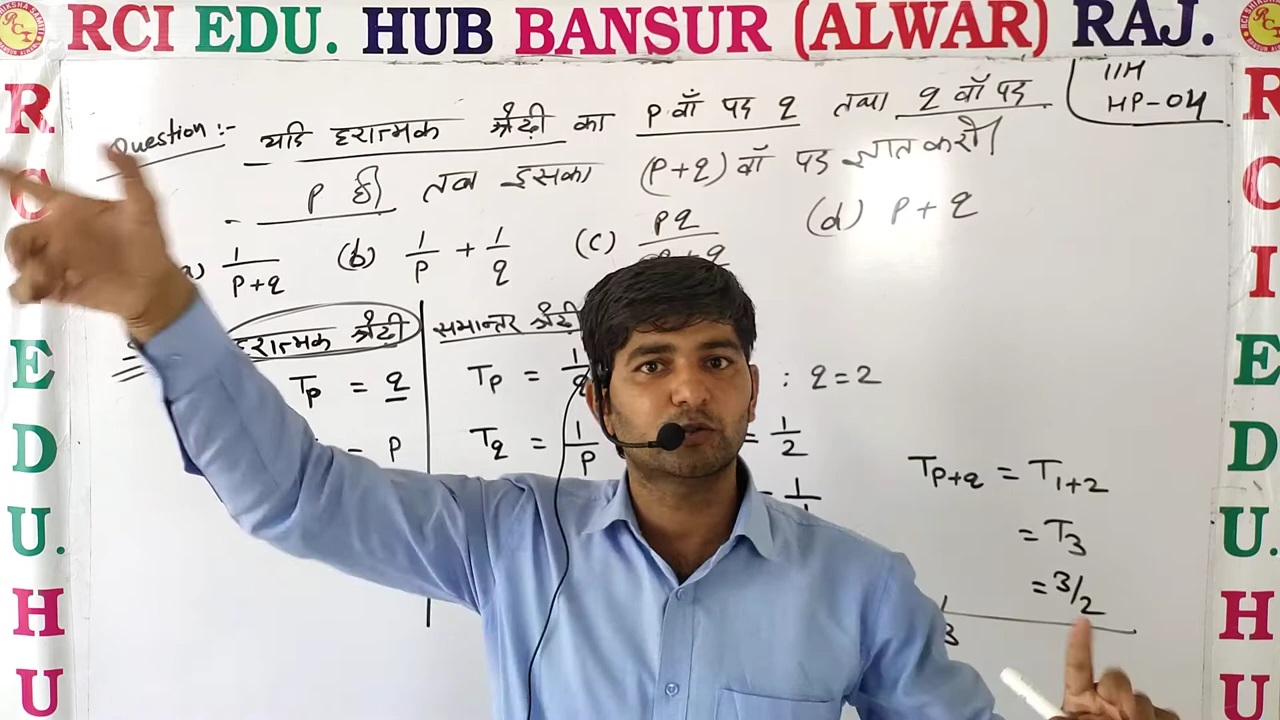 RCI EDU. HUB BANSUR (ALWAR) RAJ.
11H
HP-04
Question :- यदि हरात्मक श्रेढ़ी का P वाँ पद q तथा q वाँ पद
P हो तब इसका (P+q) वाँ पद ज्ञात करो।
1/(P+q) (b) 1/P + 1/q (c) Pq/ +q (d) P+q
हरात्मक श्रेढ़ी
समान्तर श्रेढ़ी
TP = q
TP = 1/q
: q=2
= P
Tq = 1/P
= 1/2
TP+q = T1+2
= T3
= 3/2
3
R.
I
E
D
U.
H
U
R
C
I
E
D
U.
H
U